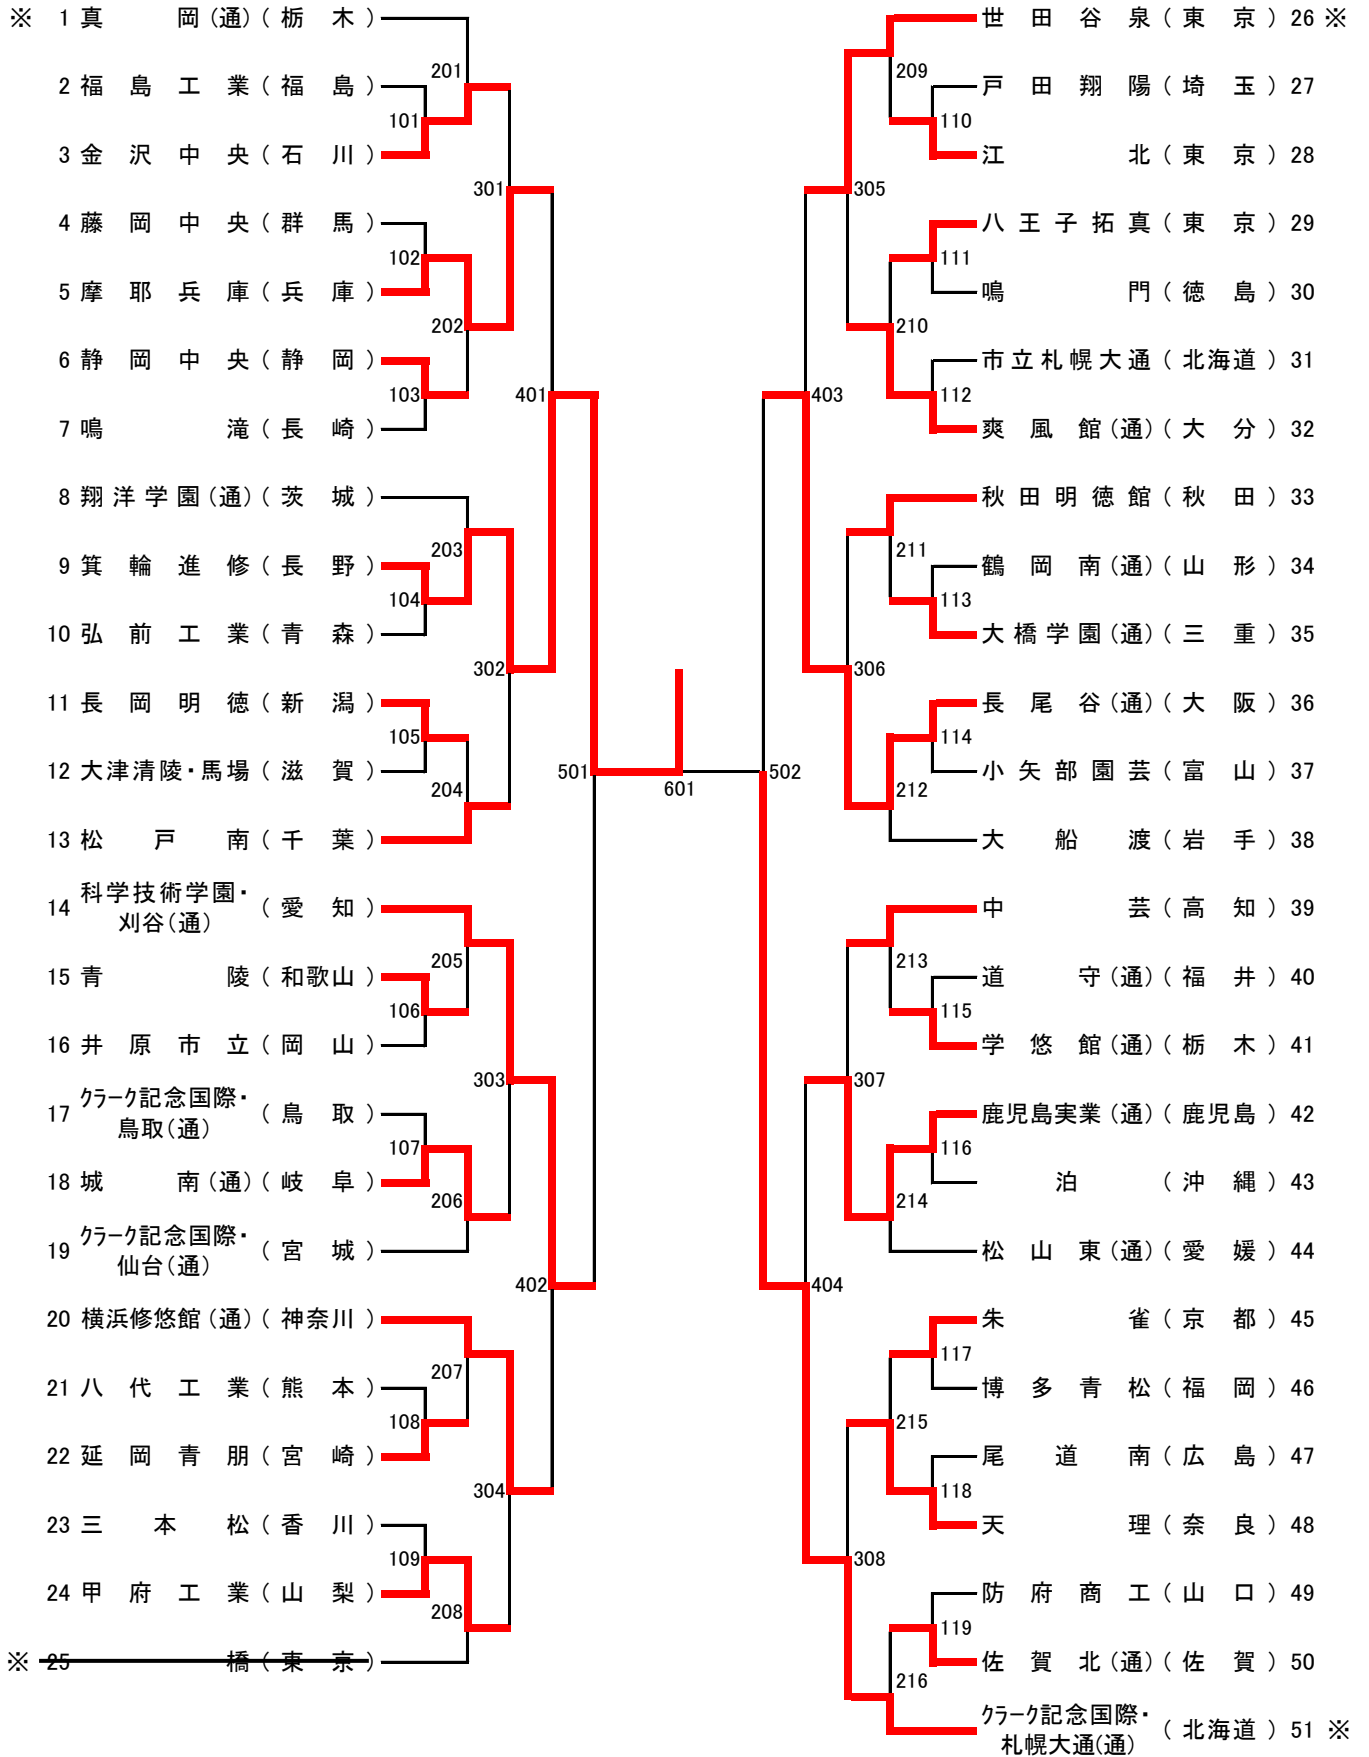 ※ 1 真岡(通)(栃木)
2 福島工業(福島)
3 金沢中央(石川)
4 藤岡中央(群馬)
5 摩耶兵庫(兵庫)
6 静岡中央(静岡)
7 鳴滝(長崎)
8 翔洋学園(通)(茨城)
9 箕輪進修(長野)
10 弘前工業(青森)
11 長岡明徳(新潟)
12 大津清陵・馬場(滋賀)
13 松戸南(千葉)
14 科学技術学園・
刈谷(通)
(愛知)
15 青陵(和歌山)
16 井原市立(岡山)
17 クラーク記念国際・
鳥取(通)
(鳥取)
18 城南(通)(岐阜)
19 クラーク記念国際・
仙台(通)
(宮城)
20 横浜修悠館(通)(神奈川)
21 八代工業(熊本)
22 延岡青朋(宮崎)
23 三本松(香川)
24 甲府工業(山梨)
※ 25 橋(東京)
101
102
103
104
105
106
107
108
109
201
202
203
204
205
206
207
208
301
302
303
304
401
402
501
601
502
403
404
305
306
307
308
209
210
211
212
213
214
215
216
110
111
112
113
114
115
116
117
118
119
世田谷泉(東京) 26 ※
戸田翔陽(埼玉) 27
江北(東京) 28
八王子拓真(東京) 29
鳴門(徳島) 30
市立札幌大通(北海道) 31
爽風館(通)(大分) 32
秋田明徳館(秋田) 33
鶴岡南(通)(山形) 34
大橋学園(通)(三重) 35
長尾谷(通)(大阪) 36
小矢部園芸(富山) 37
大船渡(岩手) 38
中芸(高知) 39
道守(通)(福井) 40
学悠館(通)(栃木) 41
鹿児島実業(通)(鹿児島) 42
泊(沖縄) 43
松山東(通)(愛媛) 44
朱雀(京都) 45
博多青松(福岡) 46
尾道南(広島) 47
天理(奈良) 48
防府商工(山口) 49
佐賀北(通)(佐賀) 50
クラーク記念国際・
札幌大通(通)
(北海道) 51 ※